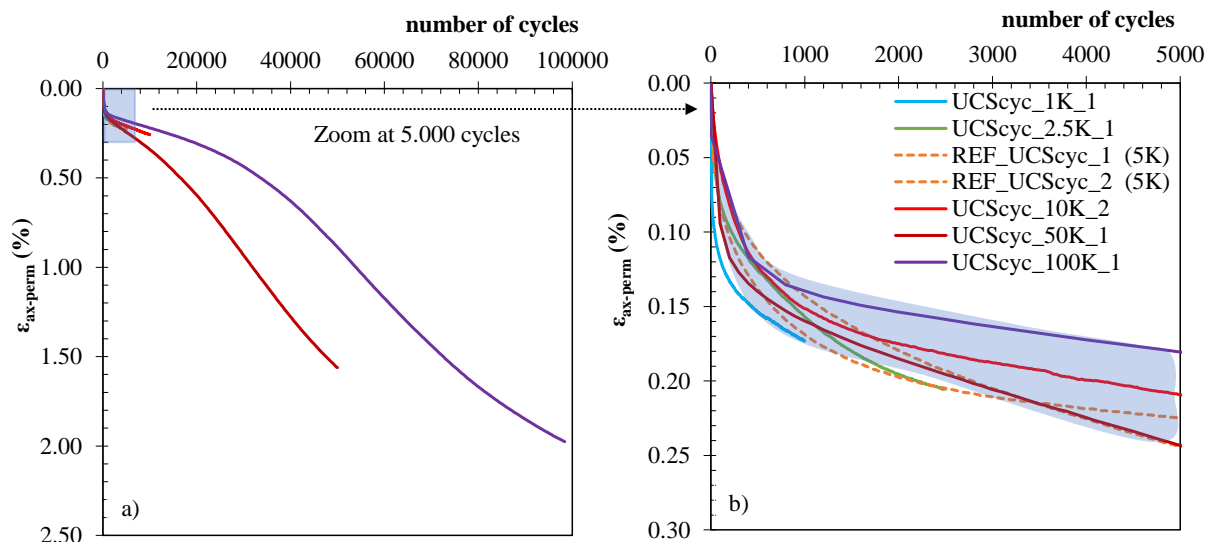 number of cycles
0 20000 40000 60000 80000 100000
0.00
0.50
1.00
1.50
2.00
2.50
εax-perm (%)
Zoom at 5.000 cycles
a)
number of cycles
0 1000 2000 3000 4000 5000
0.00
0.05
0.10
0.15
0.20
0.25
0.30
εax-perm (%)
UCScyc_1K_1
UCScyc_2.5K_1
REF_UCScyc_1 (5K)
REF_UCScyc_2 (5K)
UCScyc_10K_2
UCScyc_50K_1
UCScyc_100K_1
b)